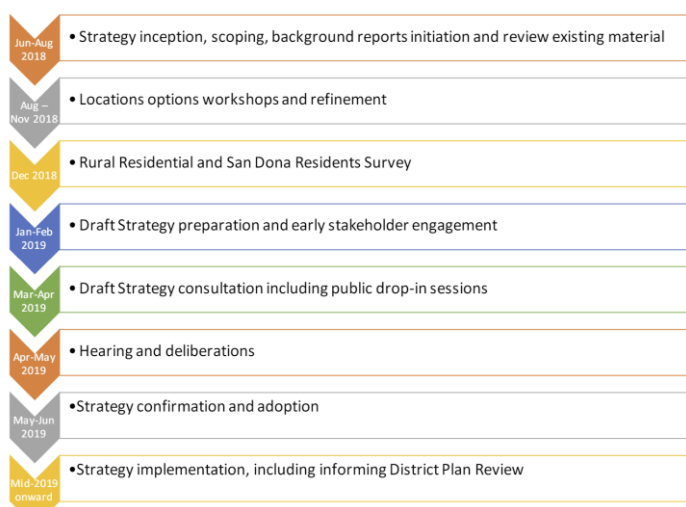 Jun-Aug
2018
• Strategy inception, scoping, background reports initiation and review existing material
Aug –
Nov 2018
• Locations options workshops and refinement
Dec 2018
• Rural Residential and San Dona Residents Survey
Jan-Feb
2019
• Draft Strategy preparation and early stakeholder engagement
Mar-Apr
2019
• Draft Strategy consultation including public drop-in sessions
Apr-May
2019
• Hearing and deliberations
May-Jun
2019
•Strategy confirmation and adoption
Mid-2019
onward
•Strategy implementation, including informing District Plan Review